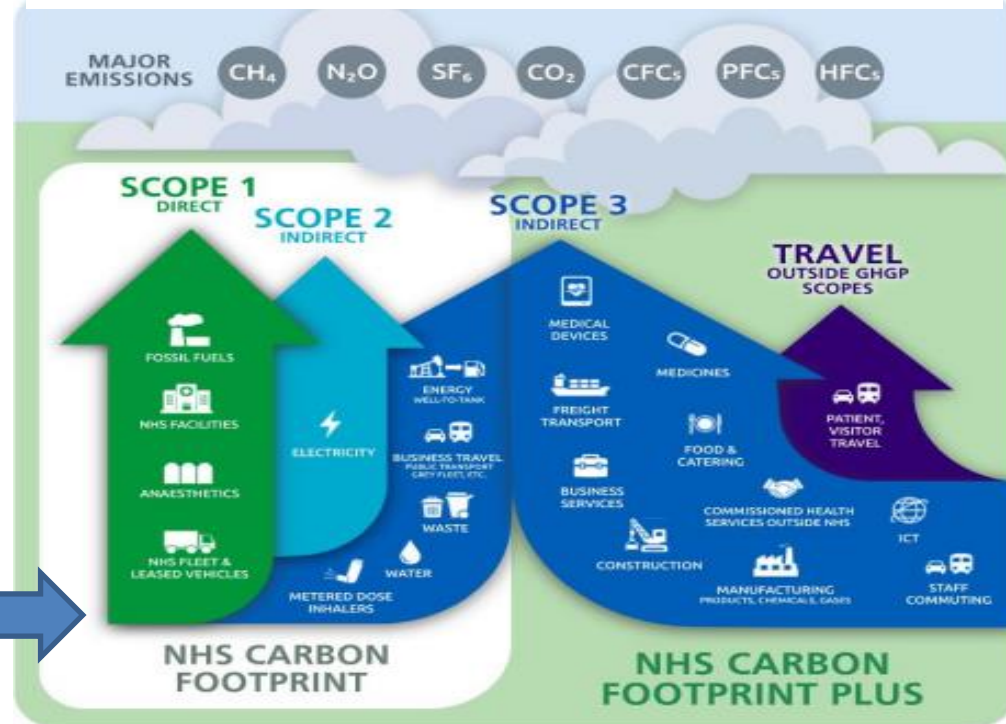 MAJOR
EMISSIONS
CH₄
N₂O
SF₆
CO₂
CFCs
PFCs
HFCs
SCOPE 1
DIRECT
FOSSIL FUELS
NHS FACILITIES
ANAESTHETICS
NHS FLEET &
LEASED VEHICLES
SCOPE 2
INDIRECT
ELECTRICITY
SCOPE 3
INDIRECT
ENERGY
WELL-TO-TANK
BUSINESS TRAVEL
PUBLIC TRANSPORT
GREY FLEET, ETC.
WASTE
WATER
METERED DOSE
INHALERS
MEDICAL
DEVICES
MEDICINES
FREIGHT
TRANSPORT
FOOD &
CATERING
BUSINESS
SERVICES
COMMISSIONED HEALTH
SERVICES OUTSIDE NHS
CONSTRUCTION
MANUFACTURING
PRODUCTS, CHEMICALS, GASES
ICT
STAFF
COMMUTING
TRAVEL
OUTSIDE GHGP
SCOPES
PATIENT,
VISITOR
TRAVEL
NHS CARBON
FOOTPRINT
NHS CARBON
FOOTPRINT PLUS